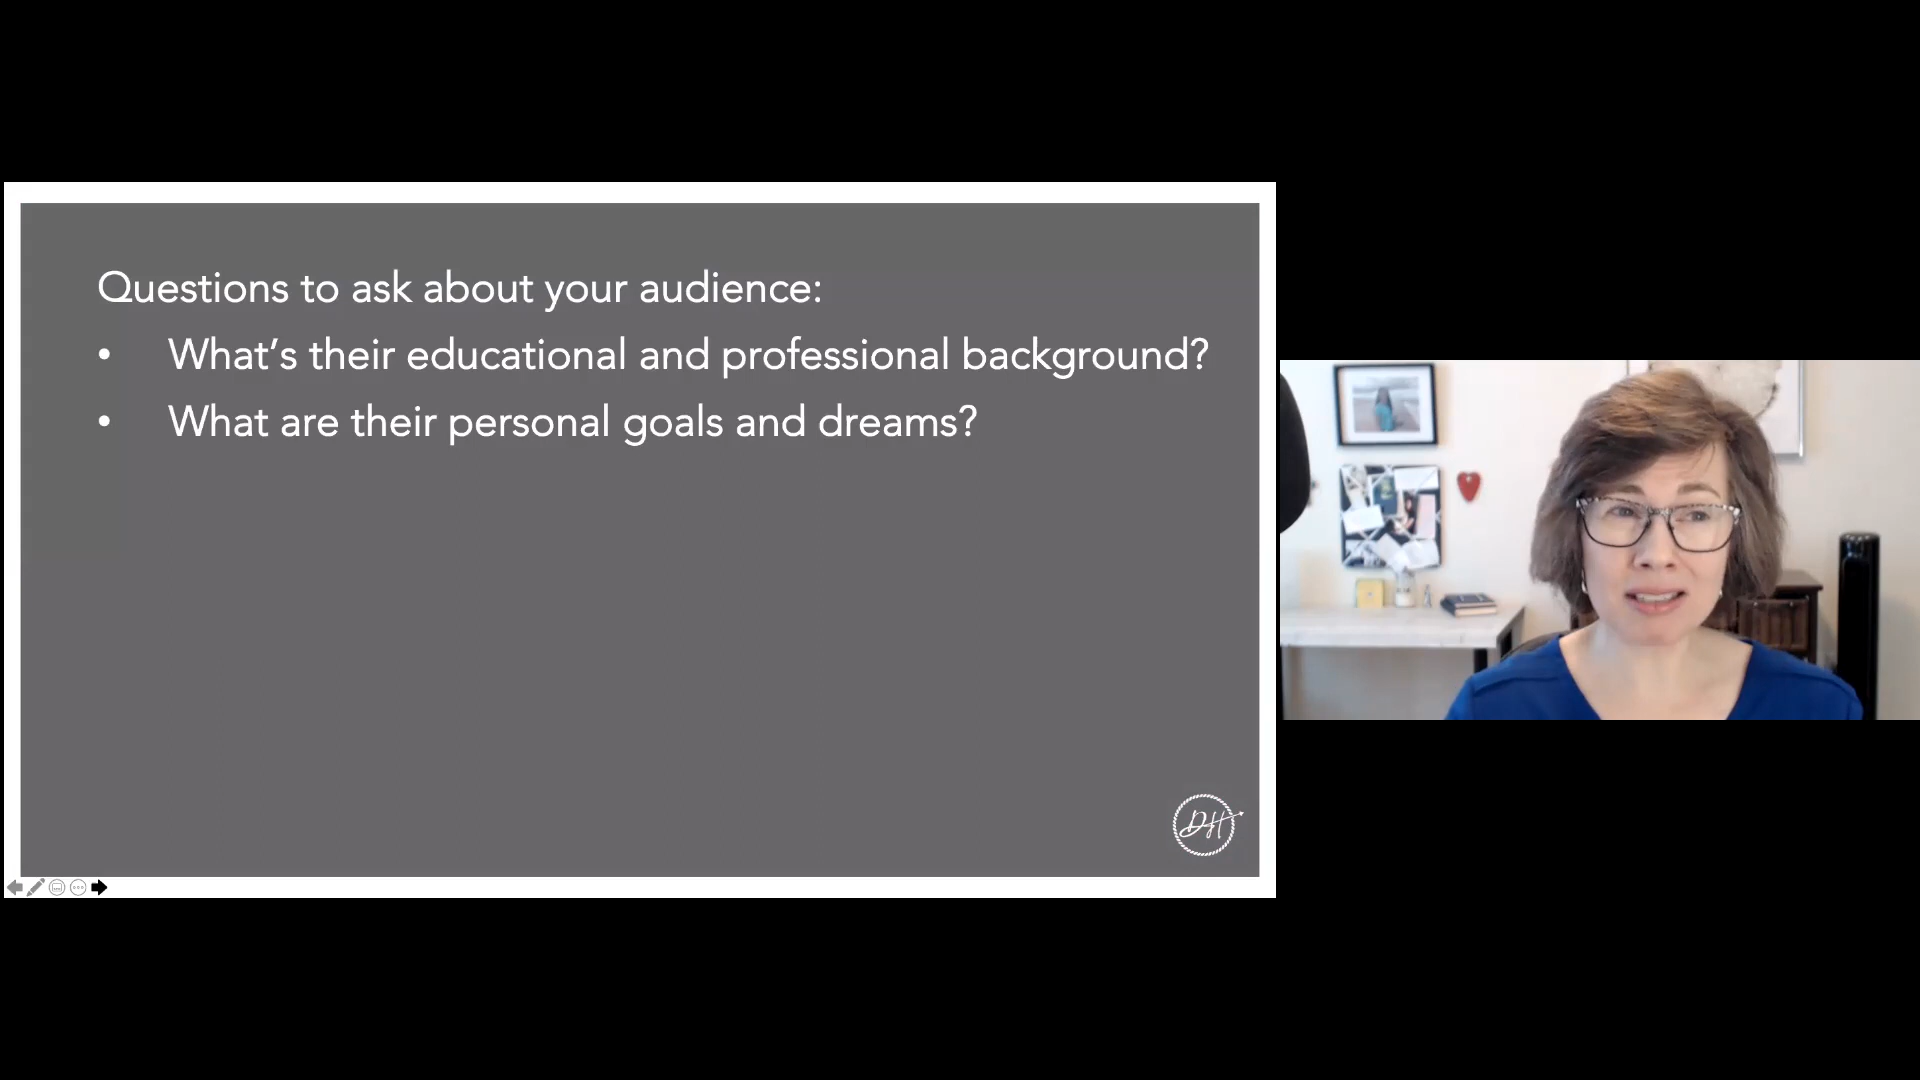 Questions to ask about your audience:
• What’s their educational and professional background?
• What are their personal goals and dreams?
DH